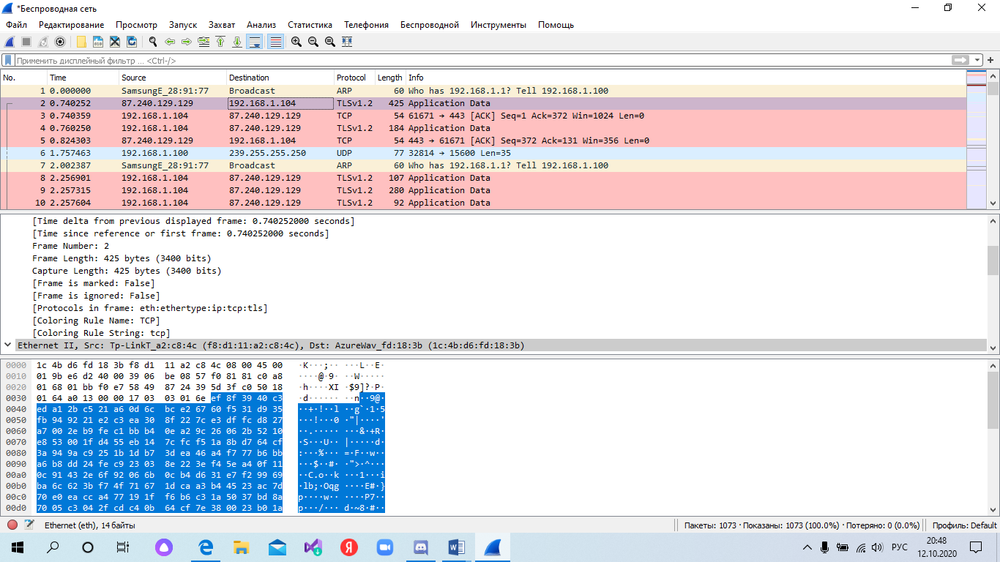 *Беспроводная сеть
Файл Редактирование Просмотр Запуск Захват Анализ Статистика Телефония Беспроводной Инструменты Помощь
Применить дисплейный фильтр … <Ctrl-/>
No. Time Source Destination Protocol Length Info
1 0.000000 SamsungE_28:91:77 Broadcast ARP 60 Who has 192.168.1.1? Tell 192.168.1.100
2 0.740252 87.240.129.129 192.168.1.104 TLSv1.2 425 Application Data
3 0.740359 192.168.1.104 87.240.129.129 TCP 54 61671 → 443 [ACK] Seq=1 Ack=372 Win=1024 Len=0
4 0.760250 192.168.1.104 87.240.129.129 TLSv1.2 184 Application Data
5 0.824303 87.240.129.129 192.168.1.104 TCP 54 443 → 61671 [ACK] Seq=372 Ack=131 Win=356 Len=0
6 1.757463 192.168.1.100 239.255.255.250 UDP 77 32814 → 15600 Len=35
7 2.002387 SamsungE_28:91:77 Broadcast ARP 60 Who has 192.168.1.1? Tell 192.168.1.100
8 2.256901 192.168.1.104 87.240.129.129 TLSv1.2 107 Application Data
9 2.257315 192.168.1.104 87.240.129.129 TLSv1.2 280 Application Data
10 2.257604 192.168.1.104 87.240.129.129 TLSv1.2 92 Application Data
[Time delta from previous displayed frame: 0.740252000 seconds]
[Time since reference or first frame: 0.740252000 seconds]
Frame Number: 2
Frame Length: 425 bytes (3400 bits)
Capture Length: 425 bytes (3400 bits)
[Frame is marked: False]
[Frame is ignored: False]
[Protocols in frame: eth:ethertype:ip:tcp:tls]
[Coloring Rule Name: TCP]
[Coloring Rule String: tcp]
Ethernet II, Src: Tp-LinkT_a2:c8:4c (f8:d1:11:a2:c8:4c), Dst: AzureWav_fd:18:3b (1c:4b:d6:fd:18:3b)
0000 1c 4b d6 fd 18 3b f8 d1 11 a2 c8 4c 08 00 45 00 ·K···;·· ···L··E·
0010 01 9b e6 d2 40 00 39 06 be 08 57 f0 81 81 c0 a8 ····@·9· ··W·····
0020 01 68 01 bb f0 e7 58 49 87 24 39 5d 3f c0 50 18 ·h····XI ·$9]?·P·
0030 01 64 a0 13 00 00 17 03 03 01 6e ef 8f 39 40 c3 ·d······ ··n··9@·
0040 ed a1 2b c5 21 a6 0d 6c bc e2 67 60 f5 31 d9 35 ··+·!··l ··g`·1·5
0050 fb 94 92 21 e2 c3 ea 30 8f 22 7c e3 df fc d8 27 ···!···0 ·"|····'
0060 a7 00 2e b9 fe c1 bb b4 0e a2 9c 26 06 2b 52 10 ··.····· ···&·+R·
0070 e8 53 00 1f d4 55 eb 14 7c fc f5 1a 8b d7 64 cf ·S···U·· |·····d·
0080 3a 94 9a c9 25 1b 1d b7 3d ea 46 a4 f7 77 b6 bb :···%··· =·F··w··
0090 a6 b8 dd 24 fe c9 23 03 8e 22 3e f4 5e a4 0f 11 ···$··#· ·">·^···
00a0 0c 91 43 2e 6f 92 06 6b 0c b4 d6 31 e7 f2 99 69 ··C.o··k ···1···i
00b0 ba 6c 62 3b f7 4f 71 67 1d ca a3 b4 45 23 ac 7d ·lb;·Oqg ····E#·}
00c0 70 e0 ea cc a4 77 19 1f f6 b6 c3 1a 50 37 bd 8a p····w·· ····P7··
00d0 70 05 c3 04 2f cd c4 0b 64 cf 7e 38 00 23 b0 1a p···/··· d·~8·#··
Ethernet (eth), 14 байты Пакеты: 1073 · Показаны: 1073 (100.0%) · Потеряно: 0 (0.0%) Профиль: Default
РУС
20:48
12.10.2020